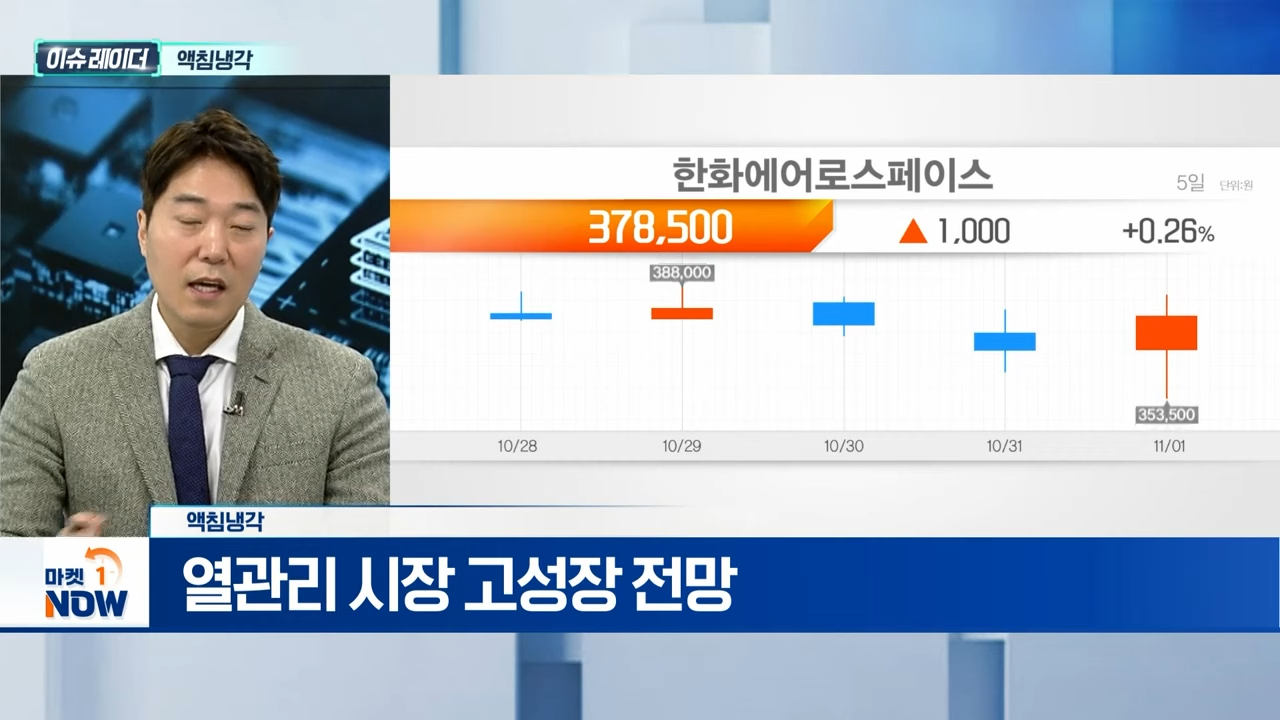 이슈 레이더 액침냉각
한화에어로스페이스
5일 단위:원
378,500 ▲ 1,000 +0.26%
388,000
353,500
10/28 10/29 10/30 10/31 11/01
액침냉각
마켓 1
NOW
열관리 시장 고성장 전망